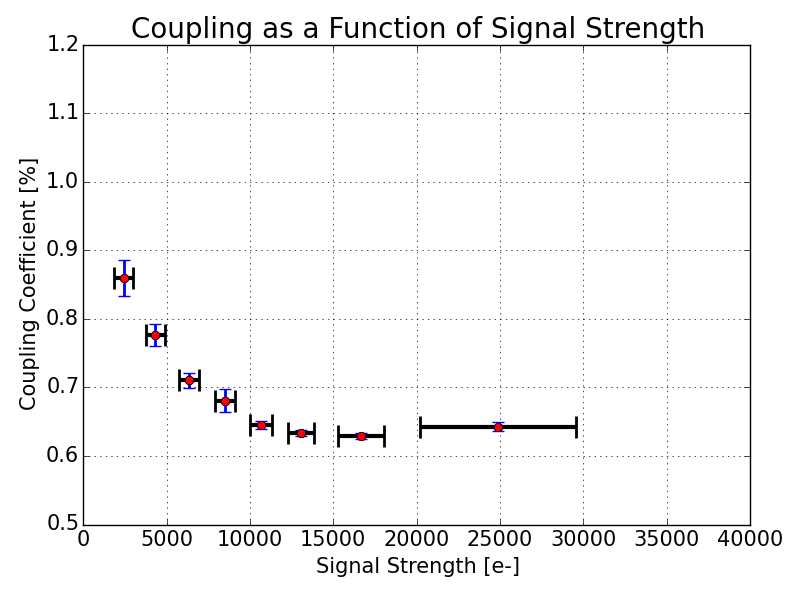 Coupling as a Function of Signal Strength
1.2
1.1
1.0
0.9
0.8
0.7
0.6
0.5
Coupling Coefficient [%]
0 5000 10000 15000 20000 25000 30000 35000 40000
Signal Strength [e-]